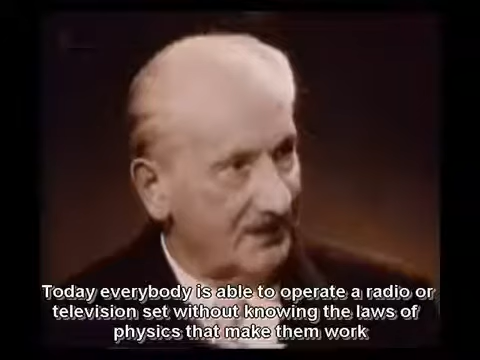 Today everybody is able to operate a radio or
television set without knowing the laws of
physics that make them work